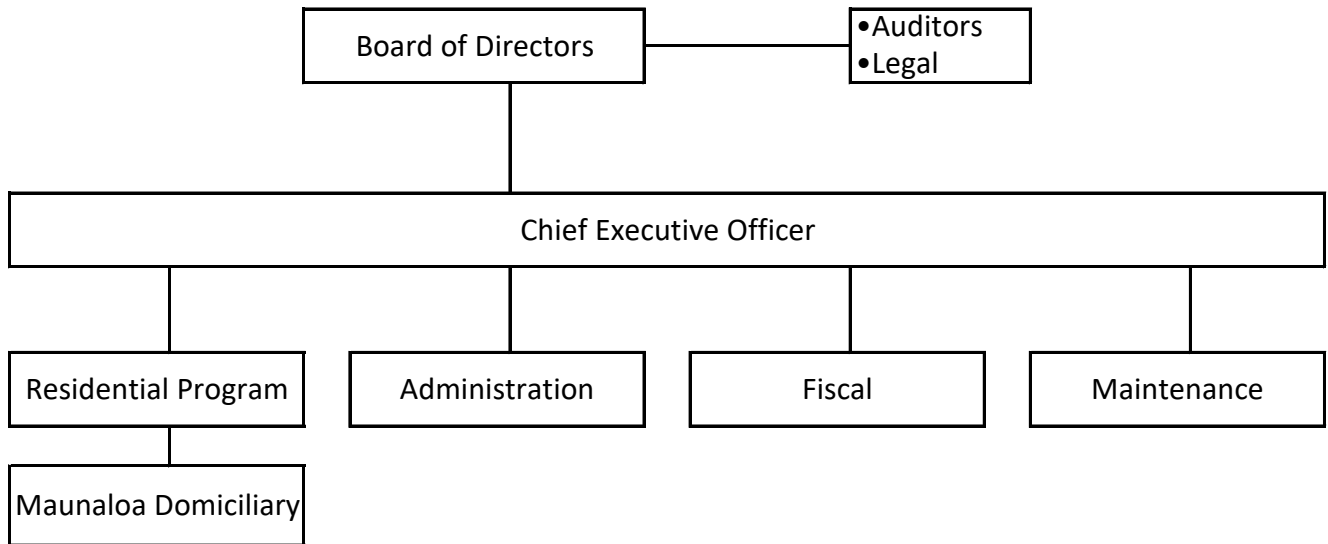 Board of Directors
•Auditors
•Legal
Chief Executive Officer
Residential Program
Administration
Fiscal
Maintenance
Maunaloa Domiciliary